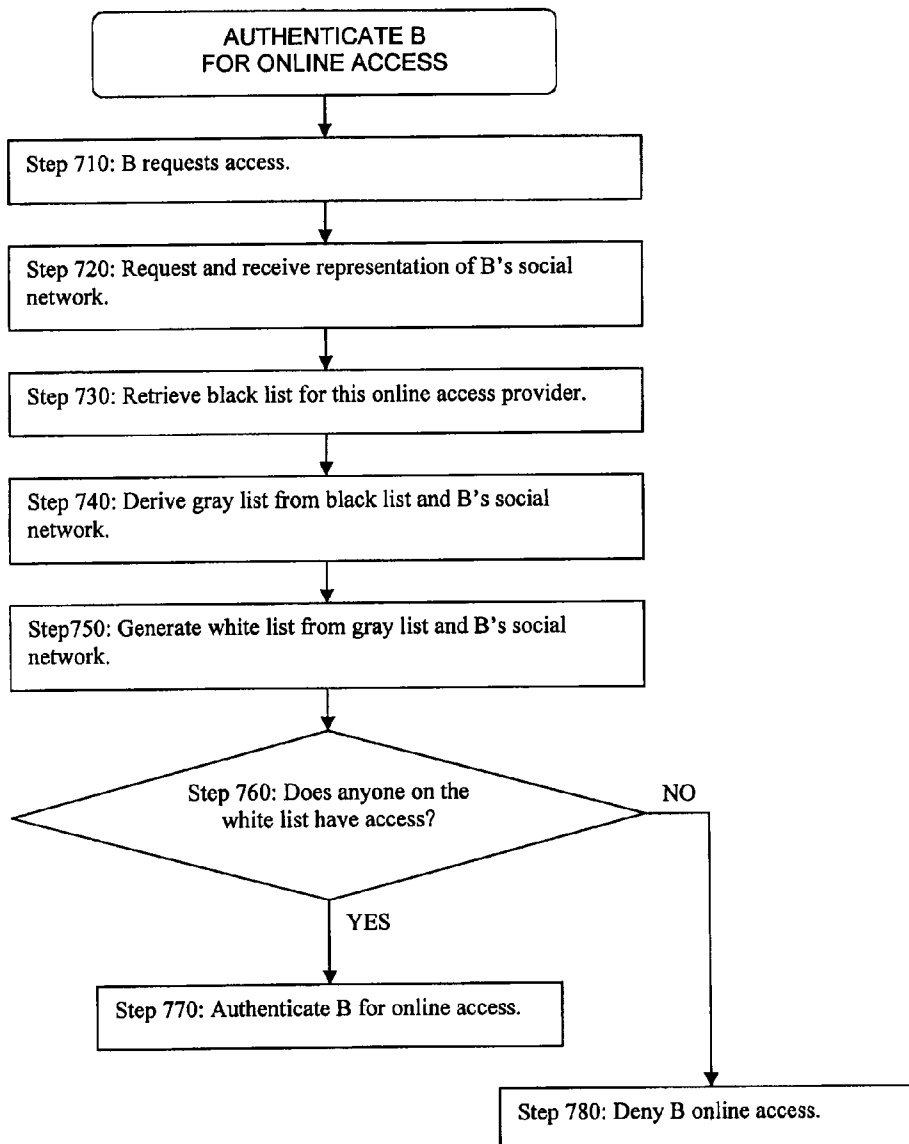 AUTHENTICATE B
FOR ONLINE ACCESS
Step 710: B requests access.
Step 720: Request and receive representation of B's social
network.
Step 730: Retrieve black list for this online access provider.
Step 740: Derive gray list from black list and B's social
network.
Step750: Generate white list from gray list and B's social
network.
Step 760: Does anyone on the
white list have access?
NO
YES
Step 770: Authenticate B for online access.
Step 780: Deny B online access.